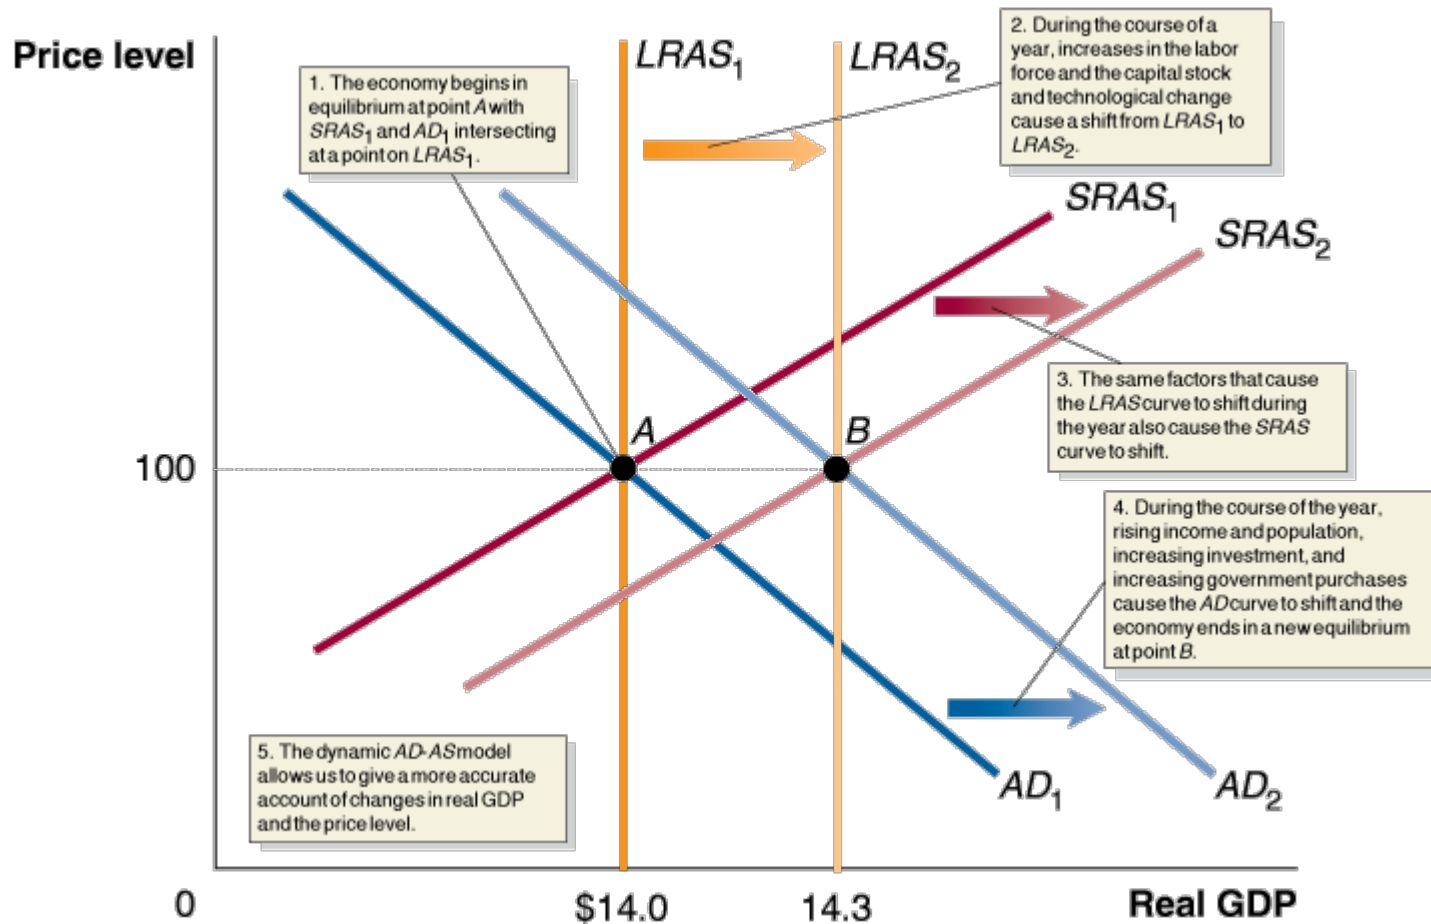 Price level
LRAS1
LRAS2
1. The economy begins in
equilibrium at point A with
SRAS1 and AD1 intersecting
at a point on LRAS1.
2. During the course of a
year, increases in the labor
force and the capital stock
and technological change
cause a shift from LRAS1 to
LRAS2.
SRAS1
SRAS2
3. The same factors that cause
the LRAS curve to shift during
the year also cause the SRAS
curve to shift.
A
B
100
4. During the course of the year,
rising income and population,
increasing investment, and
increasing government purchases
cause the AD curve to shift and the
economy ends in a new equilibrium
at point B.
5. The dynamic AD-AS model
allows us to give a more accurate
account of changes in real GDP
and the price level.
AD1
AD2
0
$14.0
14.3
Real GDP